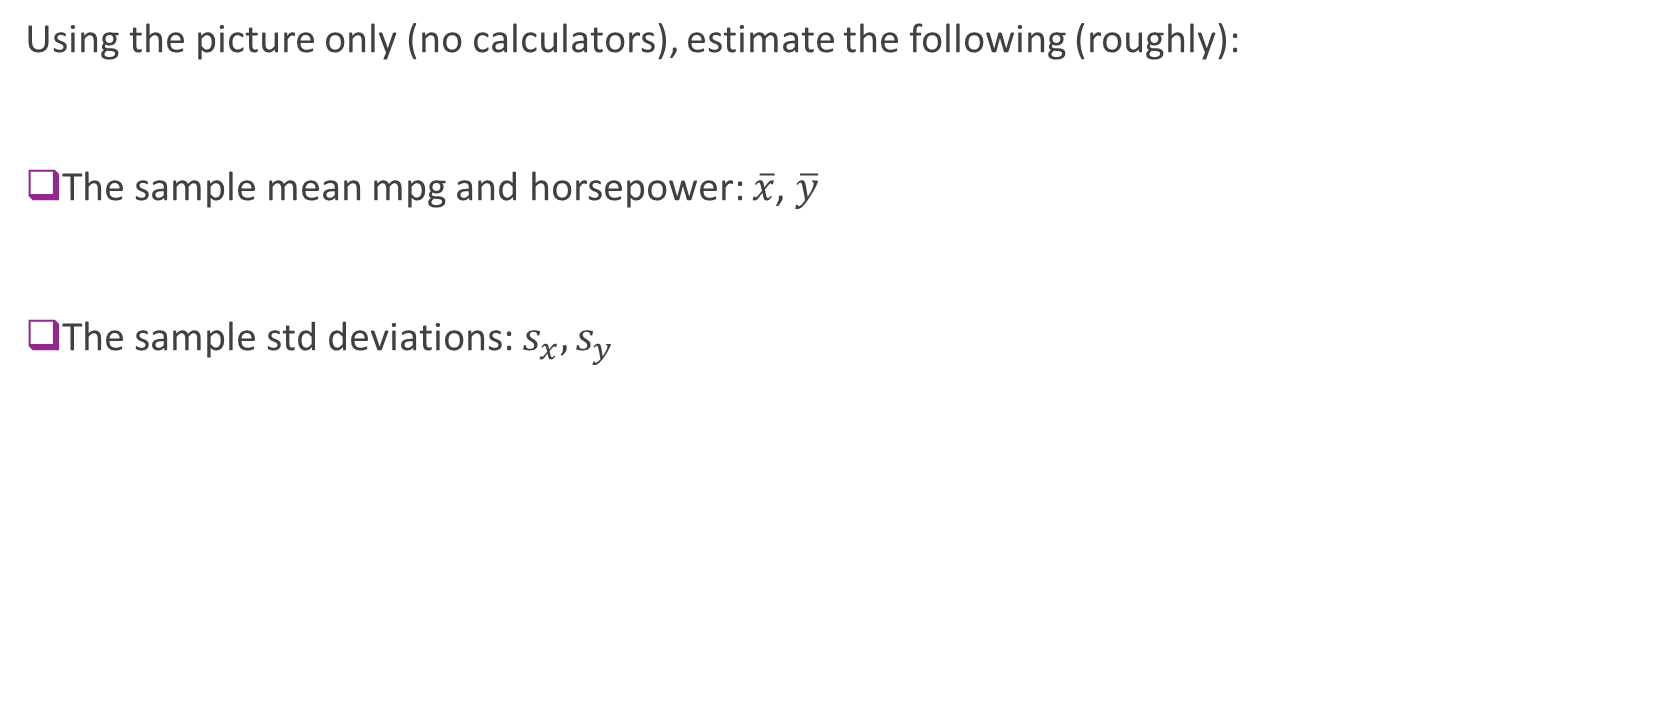 Using the picture only (no calculators), estimate the following (roughly):
❑The sample mean mpg and horsepower: x̄, ȳ
❑The sample std deviations: sₓ, s_y